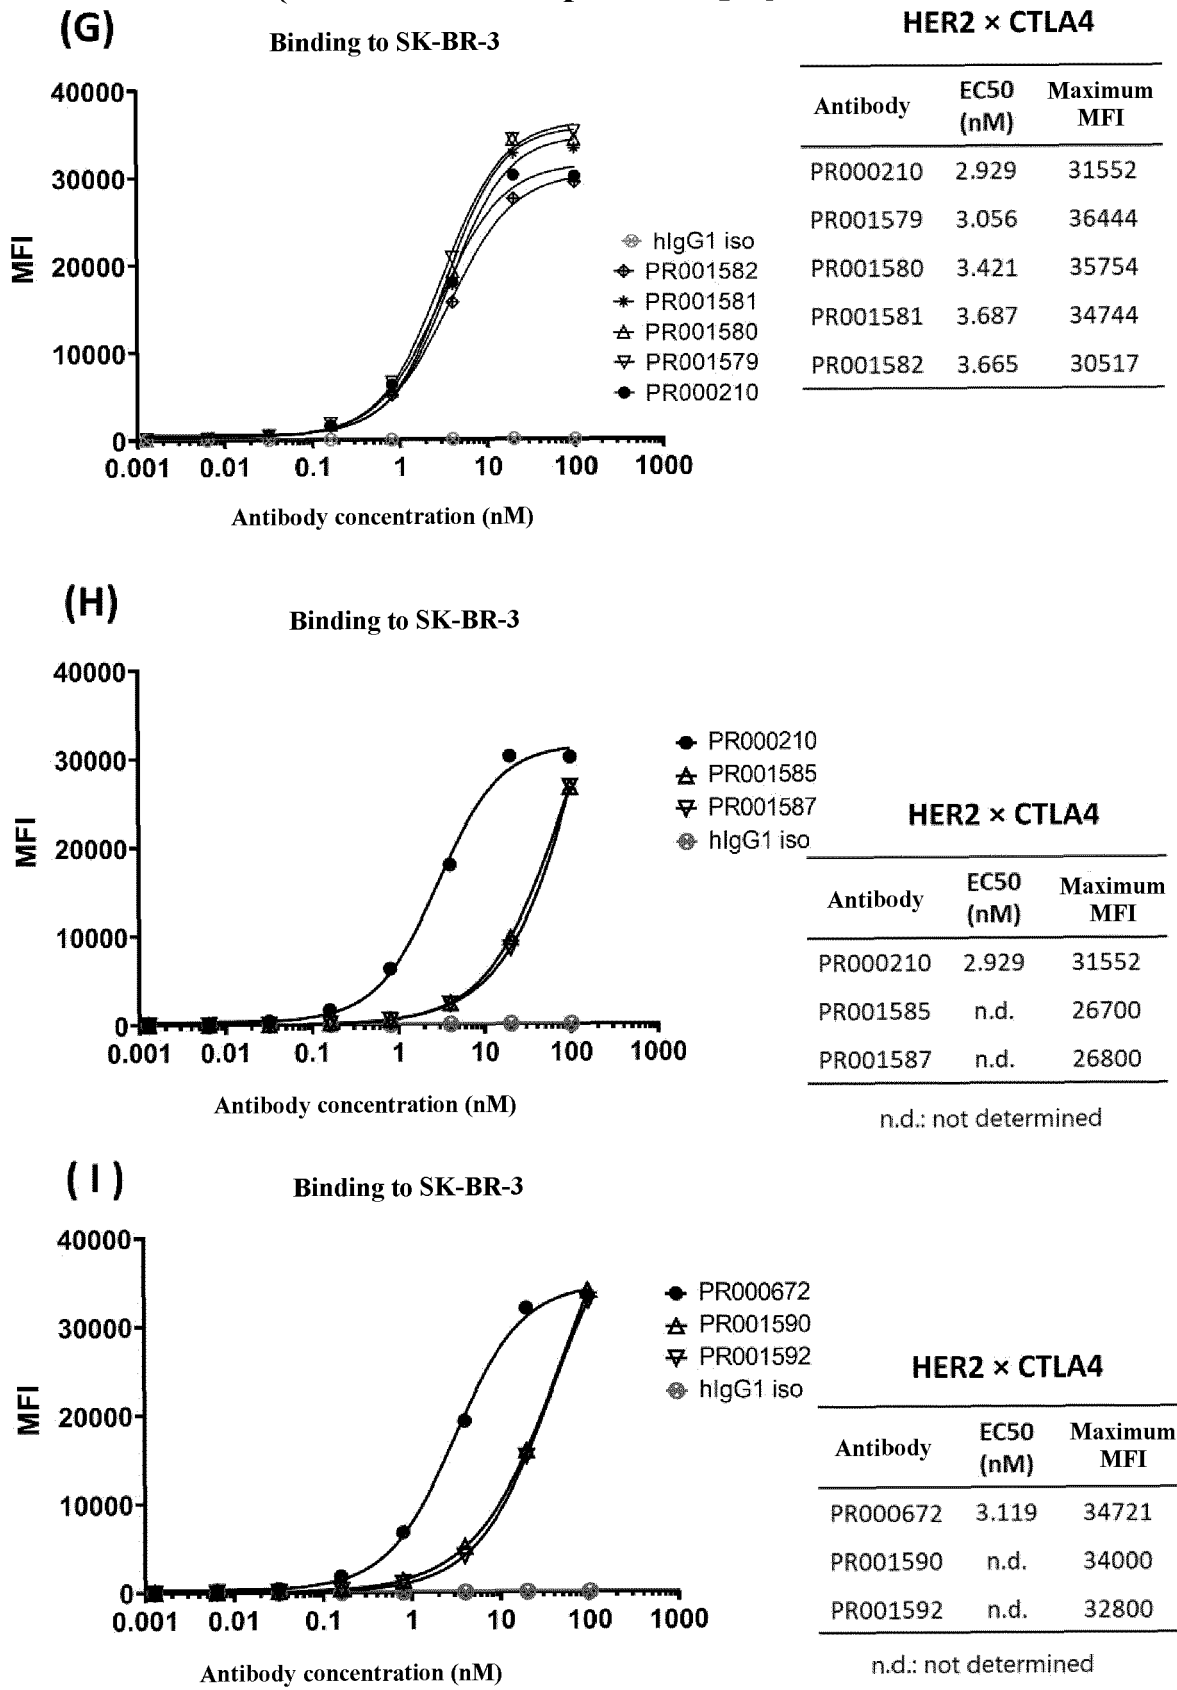 (G)
Binding to SK-BR-3
HER2 × CTLA4
Antibody EC50 (nM) Maximum MFI
PR000210 2.929 31552
PR001579 3.056 36444
PR001580 3.421 35754
PR001581 3.687 34744
PR001582 3.665 30517
MFI
40000
30000
20000
10000
0
0.001 0.01 0.1 1 10 100 1000
Antibody concentration (nM)
hIgG1 iso
PR001582
PR001581
PR001580
PR001579
PR000210
(H)
Binding to SK-BR-3
MFI
40000
30000
20000
10000
0
0.001 0.01 0.1 1 10 100 1000
Antibody concentration (nM)
PR000210
PR001585
PR001587
hIgG1 iso
HER2 × CTLA4
Antibody EC50 (nM) Maximum MFI
PR000210 2.929 31552
PR001585 n.d. 26700
PR001587 n.d. 26800
n.d.: not determined
(I)
Binding to SK-BR-3
MFI
40000
30000
20000
10000
0
0.001 0.01 0.1 1 10 100 1000
Antibody concentration (nM)
PR000672
PR001590
PR001592
hIgG1 iso
HER2 × CTLA4
Antibody EC50 (nM) Maximum MFI
PR000672 3.119 34721
PR001590 n.d. 34000
PR001592 n.d. 32800
n.d.: not determined